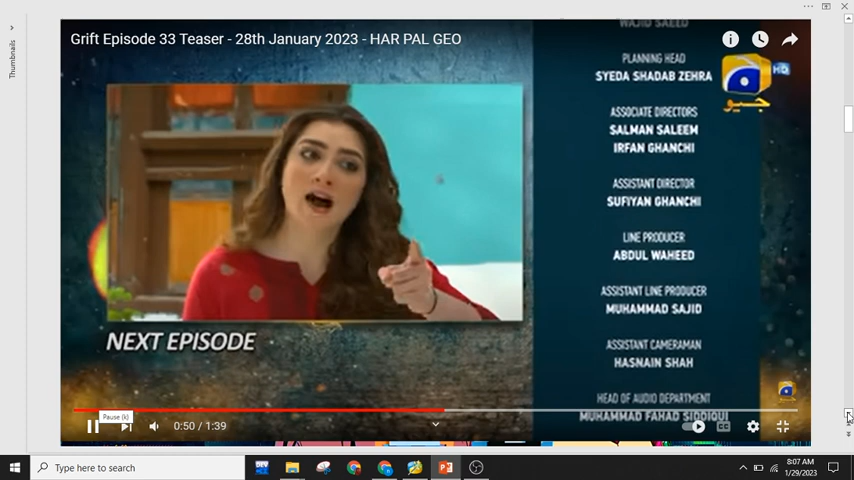 Thumbnails
Grift Episode 33 Teaser - 28th January 2023 - HAR PAL GEO
WAJID SAEED
PLANNING HEAD
SYEDA SHADAB ZEHRA
HD
جیو
ASSOCIATE DIRECTORS
SALMAN SALEEM
IRFAN GHANCHI
ASSISTANT DIRECTOR
SUFIYAN GHANCHI
LINE PRODUCER
ABDUL WAHEED
ASSISTANT LINE PRODUCER
MUHAMMAD SAJID
NEXT EPISODE
ASSISTANT CAMERAMAN
HASNAIN SHAH
HEAD OF AUDIO DEPARTMENT
MUHAMMAD FAHAD SIDDIQUI
Pause (k)
0:50 / 1:39
CC
Type here to search
DEV
8:07 AM
1/29/2023